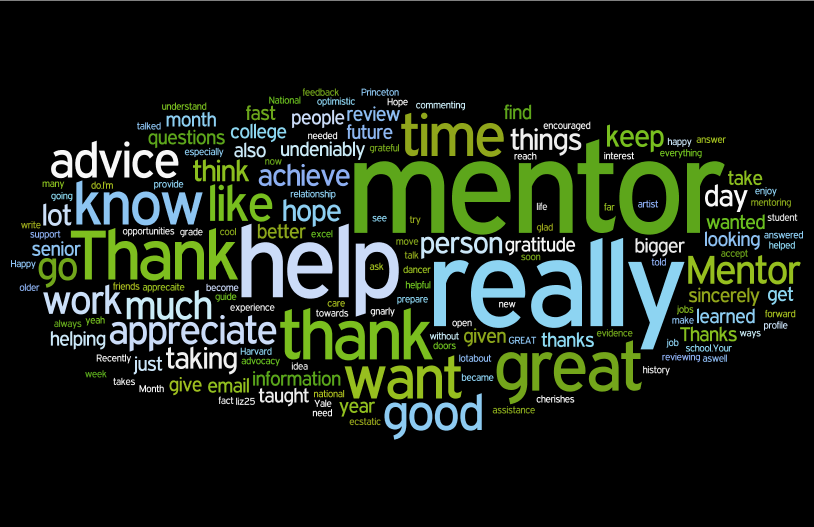 feedback Princeton
National optimistic Hope commenting
understand fast people review find
talked month needed time encouraged
questions college future things keep happy answer
especially also undeniably grateful reach interest everything
advice now mentor
many do.I'm provide think achieve relationship take
going know like hope see try life far artist day enjoy mentoring
lot opportunities grade cool better excel glad wanted student
write support senior Thank help move person gratitude bigger looking answered helped
Happy go ask talk dancer soon told accept
older friends apprecaite become helpful really Mentor
work much guide care prepare new sincerely get
experience towards gnarly jobs learned forward profile
always yeah appreciate thank open without given GREAT thanks evidence make Thanks ways
helping doors job school.Your
Recently just taking Harvard advocacy idea lotabout great reviewing aswell
week takes Month give email information want became history
fact liz25 taught national Yale need year good assistance cherishes
ecstatic